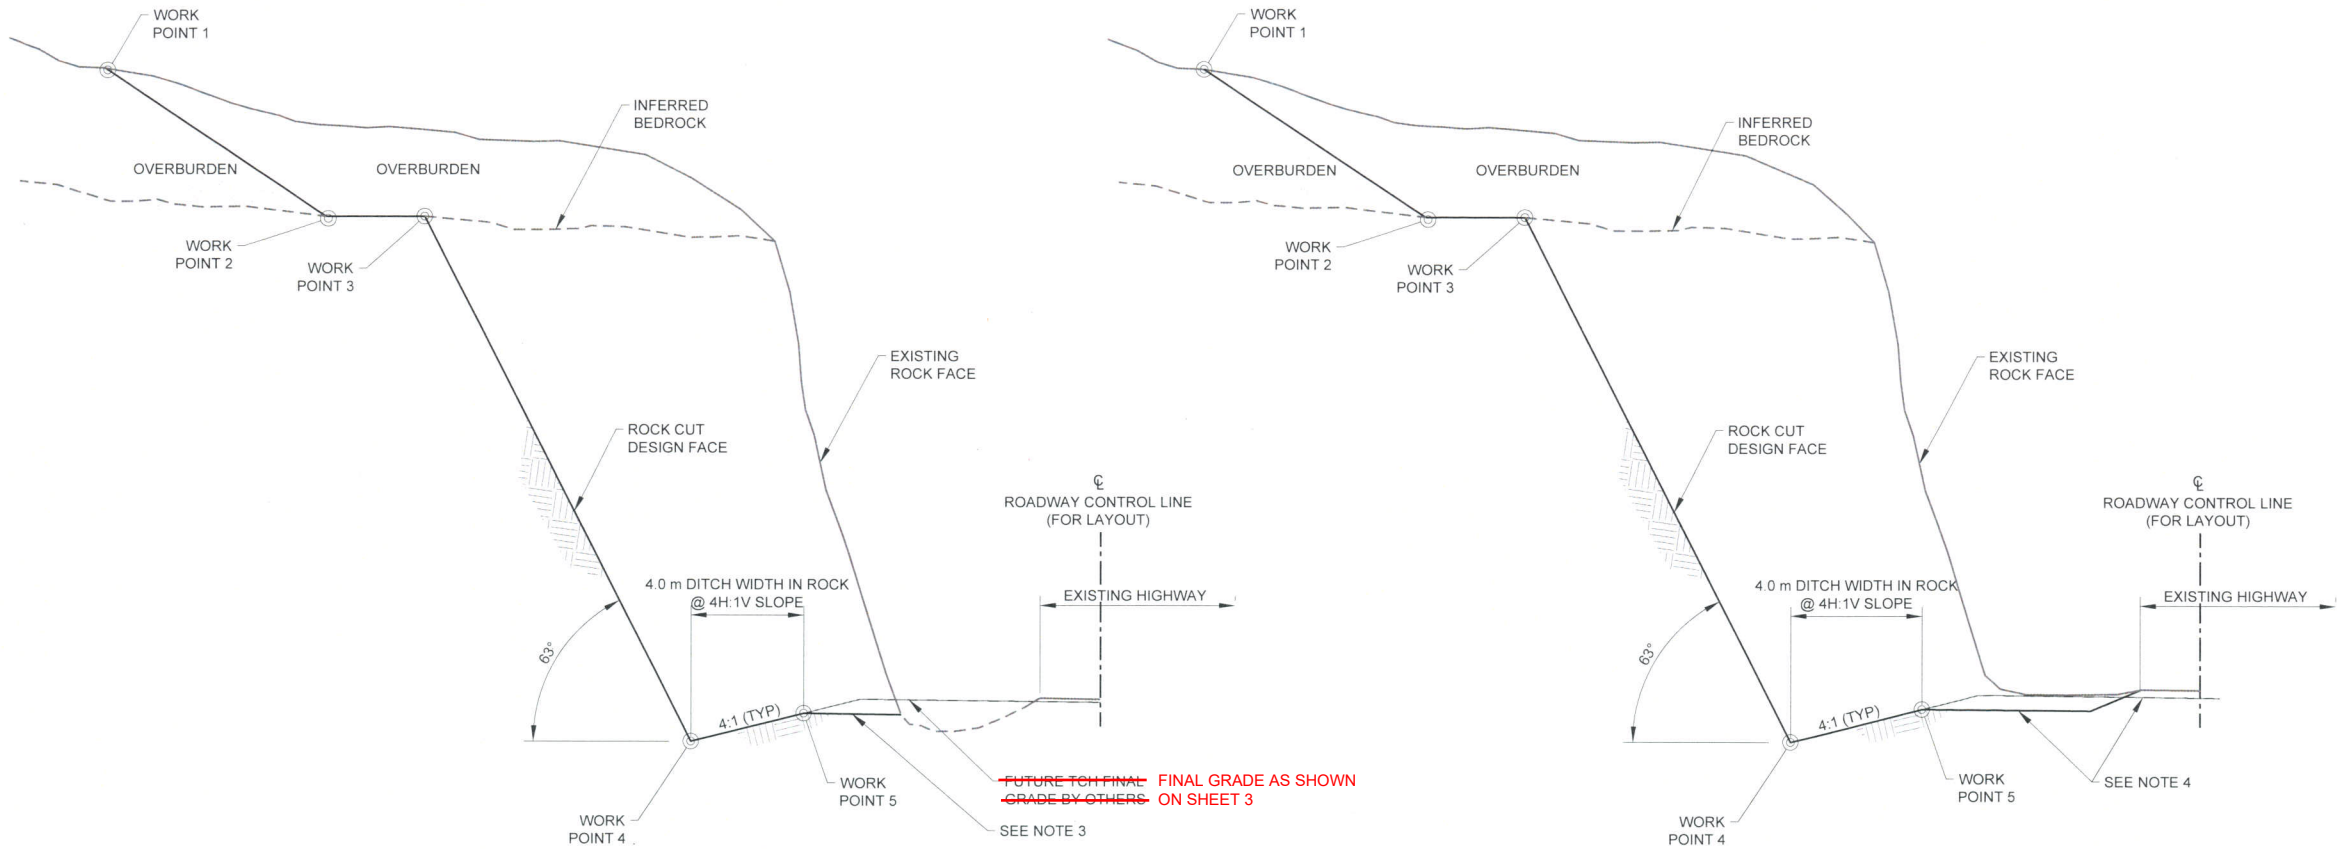 WORK
POINT 1
INFERRED
BEDROCK
OVERBURDEN
OVERBURDEN
WORK
POINT 2
WORK
POINT 3
EXISTING
ROCK FACE
ROCK CUT
DESIGN FACE
℄
ROADWAY CONTROL LINE
(FOR LAYOUT)
4.0 m DITCH WIDTH IN ROCK
@ 4H:1V SLOPE
EXISTING HIGHWAY
63°
4:1 (TYP)
WORK
POINT 5
FUTURE TCH FINAL FINAL GRADE AS SHOWN
GRADE BY OTHERS ON SHEET 3
SEE NOTE 3
WORK
POINT 4
WORK
POINT 1
INFERRED
BEDROCK
OVERBURDEN
OVERBURDEN
WORK
POINT 2
WORK
POINT 3
EXISTING
ROCK FACE
ROCK CUT
DESIGN FACE
℄
ROADWAY CONTROL LINE
(FOR LAYOUT)
4.0 m DITCH WIDTH IN ROCK
@ 4H:1V SLOPE
EXISTING HIGHWAY
63°
4:1 (TYP)
WORK
POINT 5
SEE NOTE 4
WORK
POINT 4